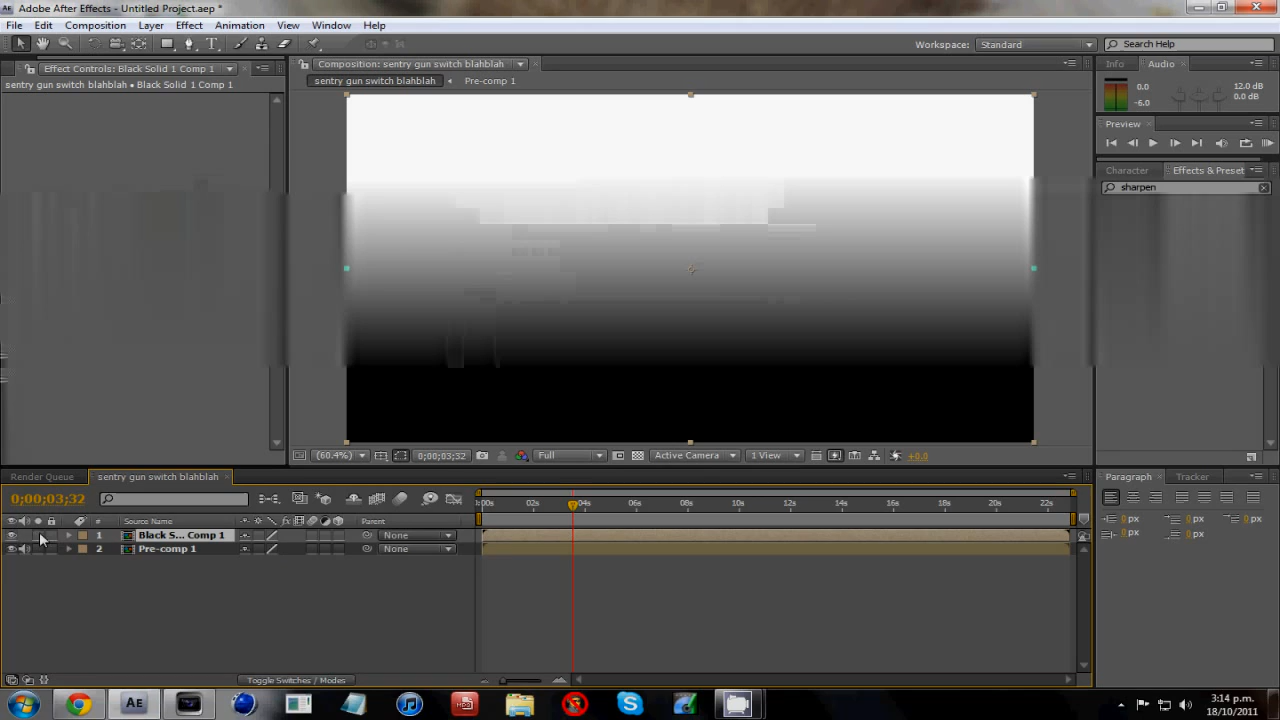 Adobe After Effects - Untitled Project.aep *
File Edit Composition Layer Effect Animation View Window Help
Workspace: Standard Search Help
Effect Controls: Black Solid 1 Comp 1
Composition: sentry gun switch blahblah
Info Audio
sentry gun switch blahblah • Black Solid 1 Comp 1
sentry gun switch blahblah Pre-comp 1
0.0 12.0 dB
-6.0 0.0 dB
Preview
Character Effects & Preset
sharpen
(60.4%) 0;00;03;32 Full Active Camera 1 View +0.0
Render Queue sentry gun switch blahblah
Paragraph Tracker
0;00;03;32
:00s 02s 04s 06s 08s 10s 12s 14s 16s 18s 20s 22s
# Source Name fx Parent
0 px 0 px 0 px
0 px 0 px
1 Black S... Comp 1 None
2 Pre-comp 1 None
Toggle Switches / Modes
AE
3:14 p.m.
18/10/2011